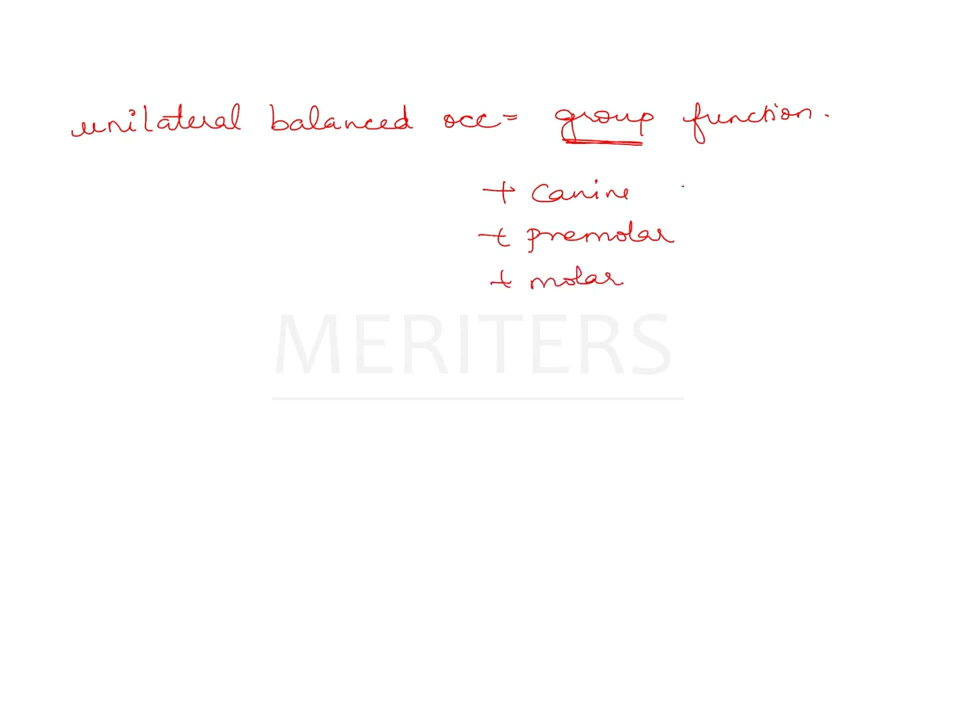 unilateral balanced occ= group function.
+ canine
+ premolar
+ molar
MERITERS